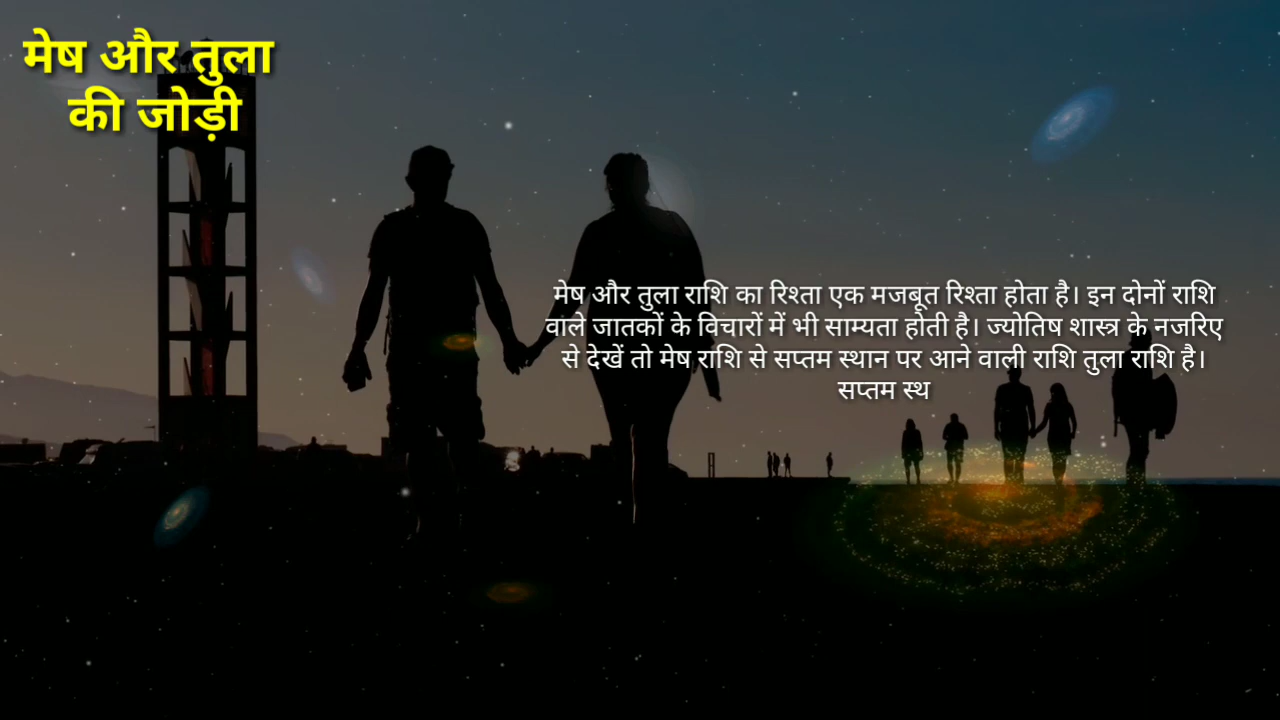 मेष और तुला
की जोड़ी
मेष और तुला राशि का रिश्ता एक मजबूत रिश्ता होता है। इन दोनों राशि
वाले जातकों के विचारों में भी साम्यता होती है। ज्योतिष शास्त्र के नजरिए
से देखें तो मेष राशि से सप्तम स्थान पर आने वाली राशि तुला राशि है।
सप्तम स्थ